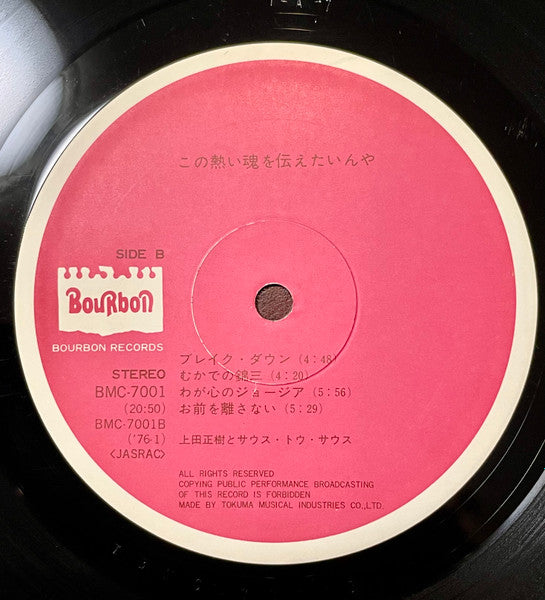 この熱い魂を伝えたいんや
SIDE B
BouRbon
BOURBON RECORDS
STEREO
BMC-7001
(20:50)
BMC-7001B
('76·1)
<JASRAC>
ブレイク・ダウン (4:48)
むかでの錦三 (4:20)
わが心のジョージア (5:56)
お前を離さない (5:29)
上田正樹とサウス・トゥ・サウス
ALL RIGHTS RESERVED
COPYING PUBLIC PERFORMANCE BROADCASTING
OF THIS RECORD IS FORBIDDEN
MADE BY TOKUMA MUSICAL INDUSTRIES CO.,LTD.